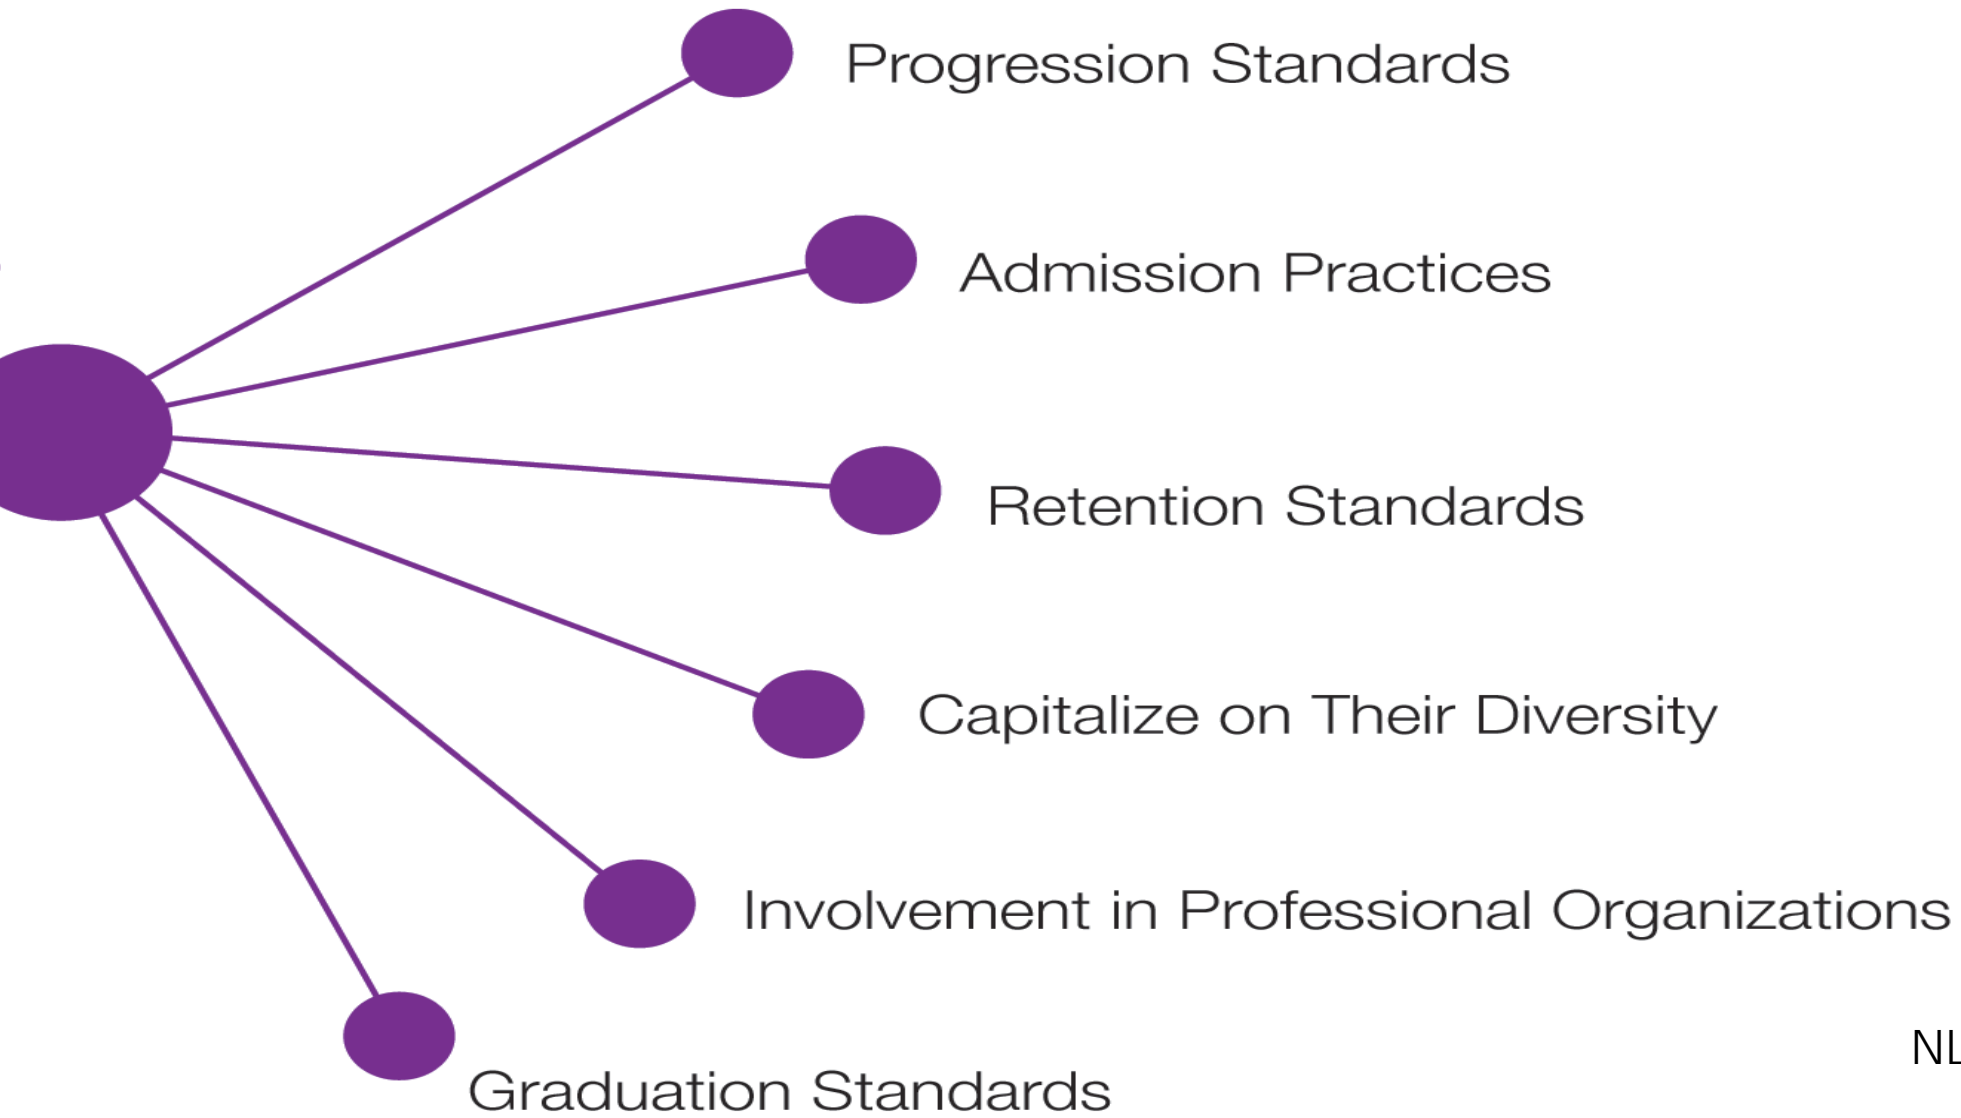 Progression Standards
Admission Practices
Retention Standards
Capitalize on Their Diversity
Involvement in Professional Organizations
NL
Graduation Standards